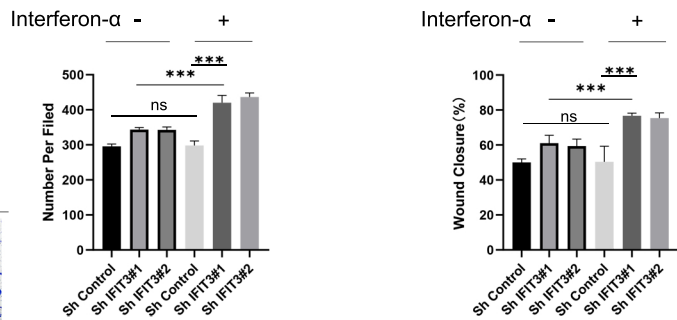 Interferon-α - +
***
***
ns
500
400
300
200
100
0
Number Per Filed
Sh Control
Sh IFIT3#1
Sh IFIT3#2
Sh Control
Sh IFIT3#1
Sh IFIT3#2
Interferon-α - +
***
***
ns
100
80
60
40
20
0
Wound Closure(%)
Sh Control
Sh IFIT3#1
Sh IFIT3#2
Sh Control
Sh IFIT3#1
Sh IFIT3#2